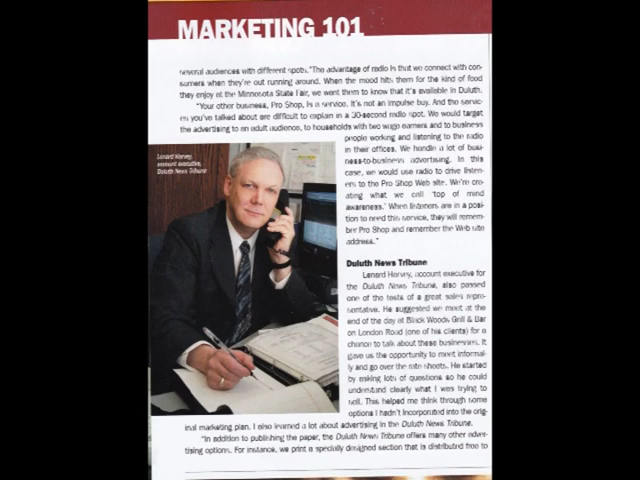 MARKETING 101
several audiences with different spots. "The advantage of radio is that we connect with con-
sumers when they're out running around. When the mood hits them for the kind of food
they enjoy at the Minnesota State Fair, we want them to know that it's available in Duluth.
"Your other business, Pro Shop, is a service. It's not an impulse buy. And the servic-
es you've talked about are difficult to explain in a 30-second radio spot. We would target
the advertising to an adult audience, to households with two wage earners and to business
people working and listening to the radio
in their offices. We handle a lot of busi-
ness-to-business advertising. In this
case, we would use radio to drive listen-
ers to the Pro Shop Web site. We're cre-
ating what we call 'top of mind
awareness.' When listeners are in a posi-
tion to need this service, they will remem-
ber Pro Shop and remember the Web site
address."
Lenard Harvey,
account executive,
Duluth News Tribune
Duluth News Tribune
Lenard Harvey, account executive for
the Duluth News Tribune, also passed
one of the tests of a great sales repre-
sentative. He suggested we meet at the
end of the day at Black Woods Grill & Bar
on London Road (one of his clients) for a
chance to talk about these businesses. It
gave us the opportunity to meet informal-
ly and go over the rate sheets. He started
by asking lots of questions so he could
understand clearly what I was trying to
sell. This helped me think through some
options I hadn't incorporated into the orig-
inal marketing plan. I also learned a lot about advertising in the Duluth News Tribune.
"In addition to publishing the paper, the Duluth News Tribune offers many other adver-
tising options. For instance, we print a specially designed section that is distributed free to